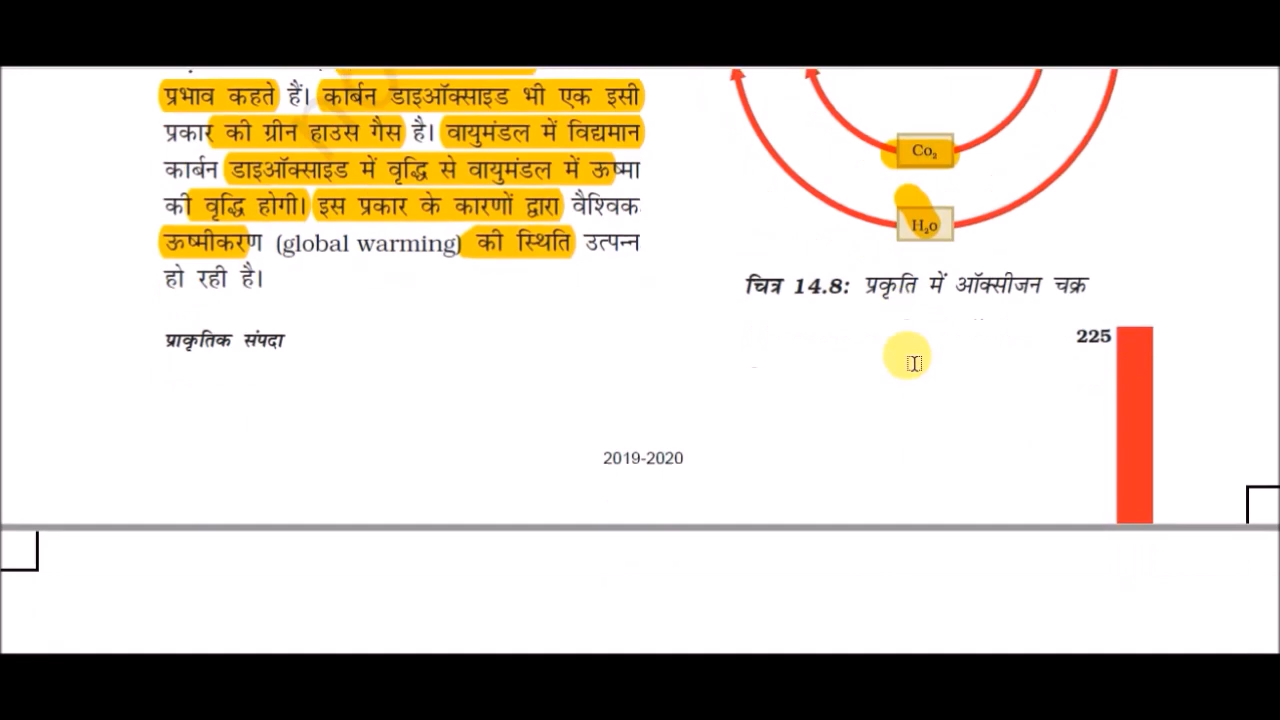 प्रभाव कहते हैं। कार्बन डाइऑक्साइड भी एक इसी
प्रकार की ग्रीन हाउस गैस है। वायुमंडल में विद्यमान
कार्बन डाइऑक्साइड में वृद्धि से वायुमंडल में ऊष्मा
की वृद्धि होगी। इस प्रकार के कारणों द्वारा वैश्विक
ऊष्मीकरण (global warming) की स्थिति उत्पन्न
हो रही है।
Co₂
H₂o
चित्र 14.8: प्रकृति में ऑक्सीजन चक्र
प्राकृतिक संपदा
225
2019-2020